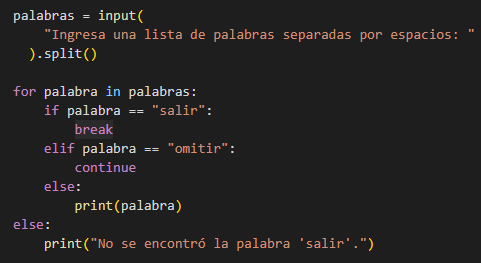 palabras = input(
    "Ingresa una lista de palabras separadas por espacios: "
  ).split()

for palabra in palabras:
    if palabra == "salir":
        break
    elif palabra == "omitir":
        continue
    else:
        print(palabra)
else:
    print("No se encontró la palabra 'salir'.")